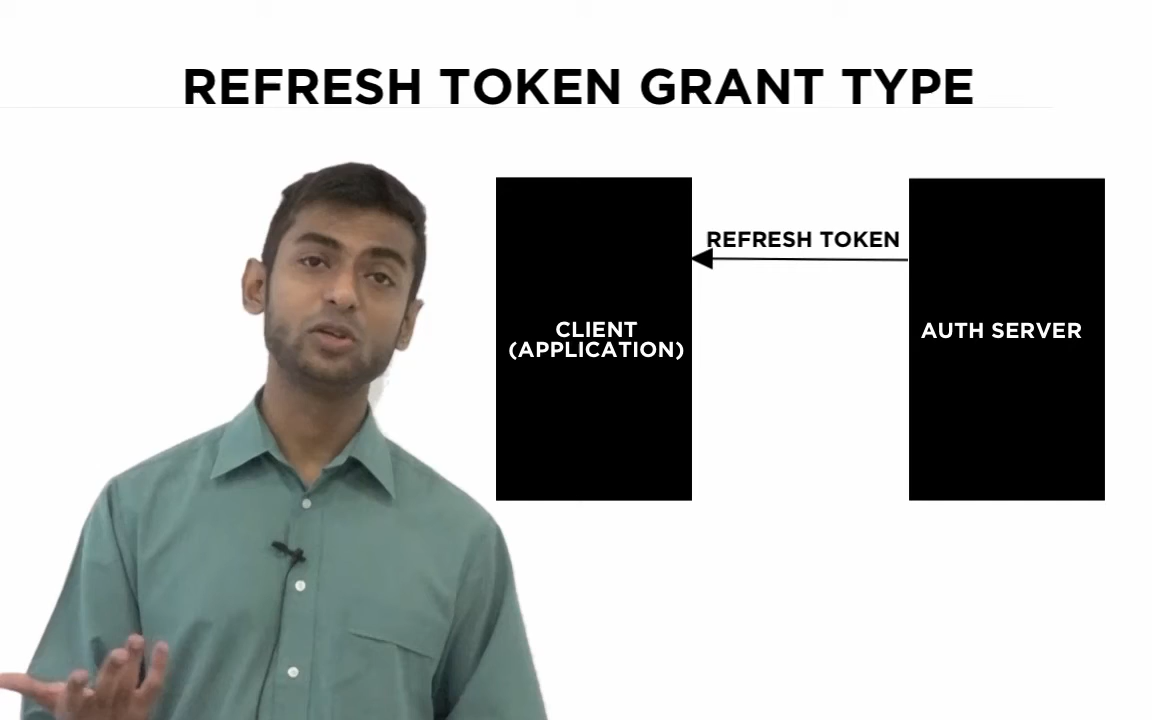 REFRESH TOKEN GRANT TYPE
REFRESH TOKEN
CLIENT
(APPLICATION)
AUTH SERVER